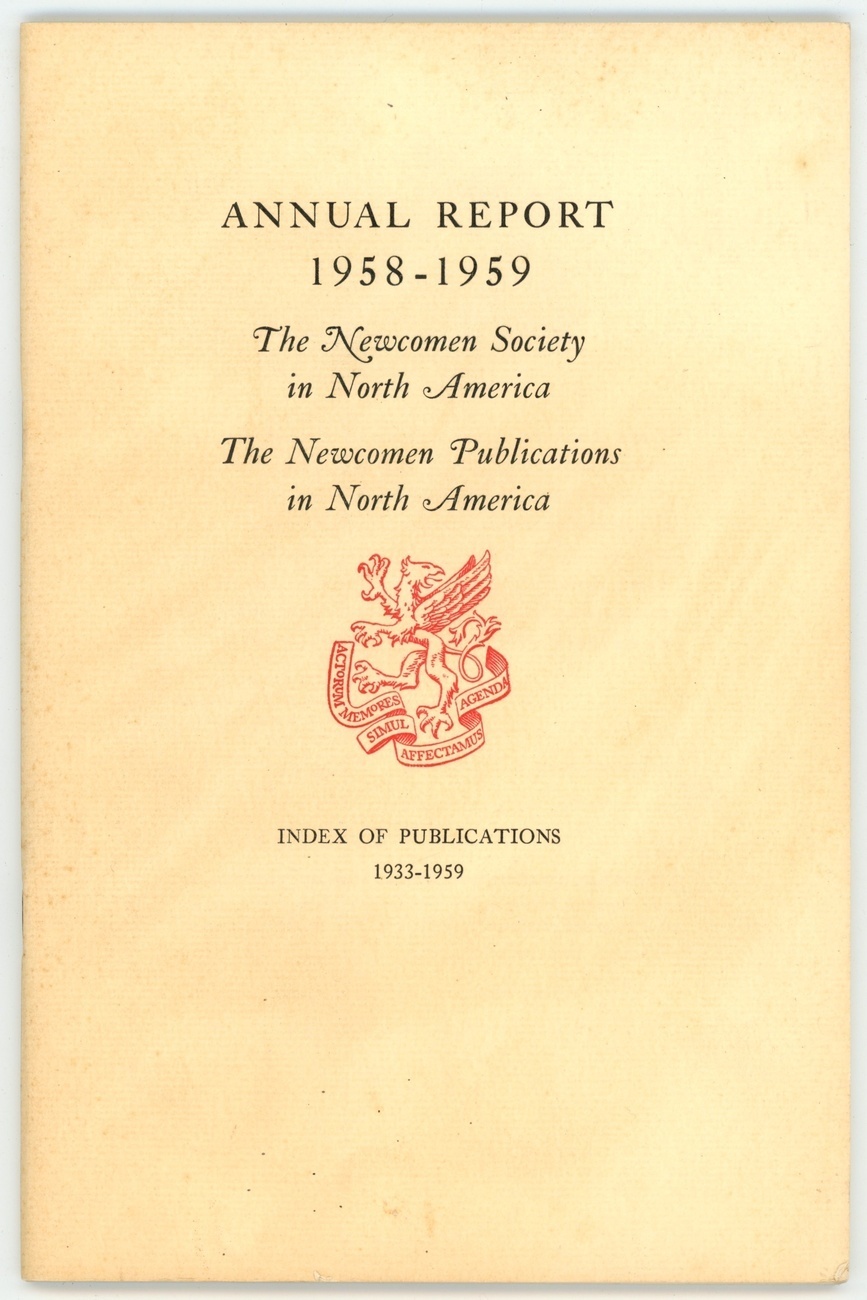 ANNUAL REPORT
1958-1959
The Newcomen Society
in North America
The Newcomen Publications
in North America
ACTORUM
MEMORES
SIMUL
AFFECTAMUS
AGENDA
INDEX OF PUBLICATIONS
1933-1959